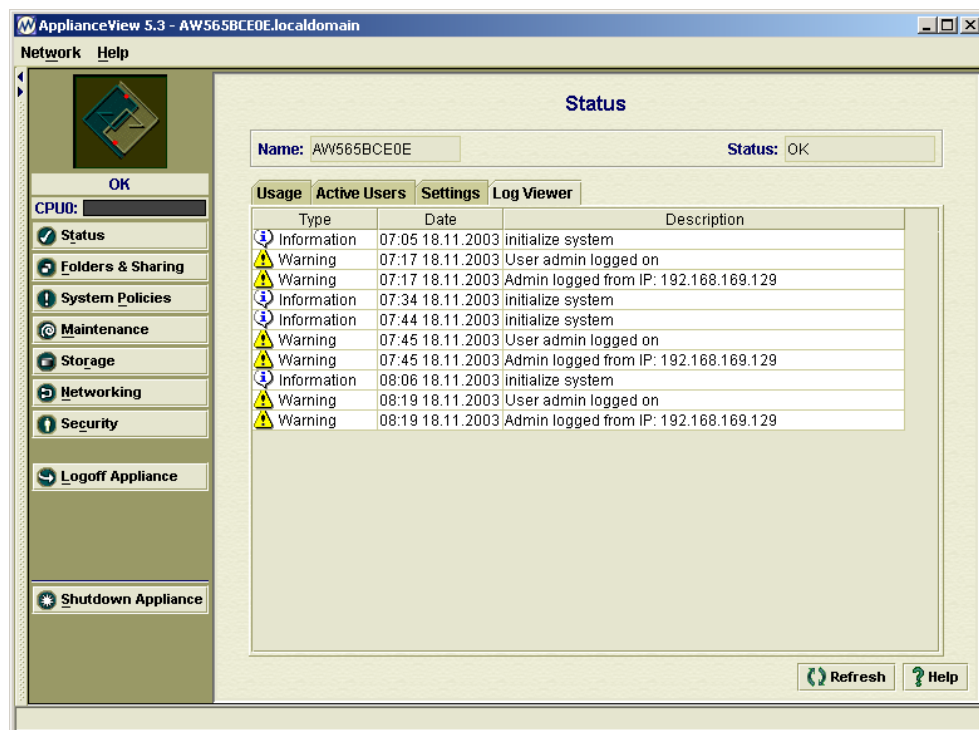 ApplianceView 5.3 - AW565BCE0E.localdomain
Network Help
Status
Name: AW565BCE0E Status: OK
OK
CPU0:
Status
Folders & Sharing
System Policies
Maintenance
Storage
Networking
Security
Logoff Appliance
Shutdown Appliance
Usage Active Users Settings Log Viewer
Type Date Description
Information 07:05 18.11.2003 initialize system
Warning 07:17 18.11.2003 User admin logged on
Warning 07:17 18.11.2003 Admin logged from IP: 192.168.169.129
Information 07:34 18.11.2003 initialize system
Information 07:44 18.11.2003 initialize system
Warning 07:45 18.11.2003 User admin logged on
Warning 07:45 18.11.2003 Admin logged from IP: 192.168.169.129
Information 08:06 18.11.2003 initialize system
Warning 08:19 18.11.2003 User admin logged on
Warning 08:19 18.11.2003 Admin logged from IP: 192.168.169.129
Refresh Help